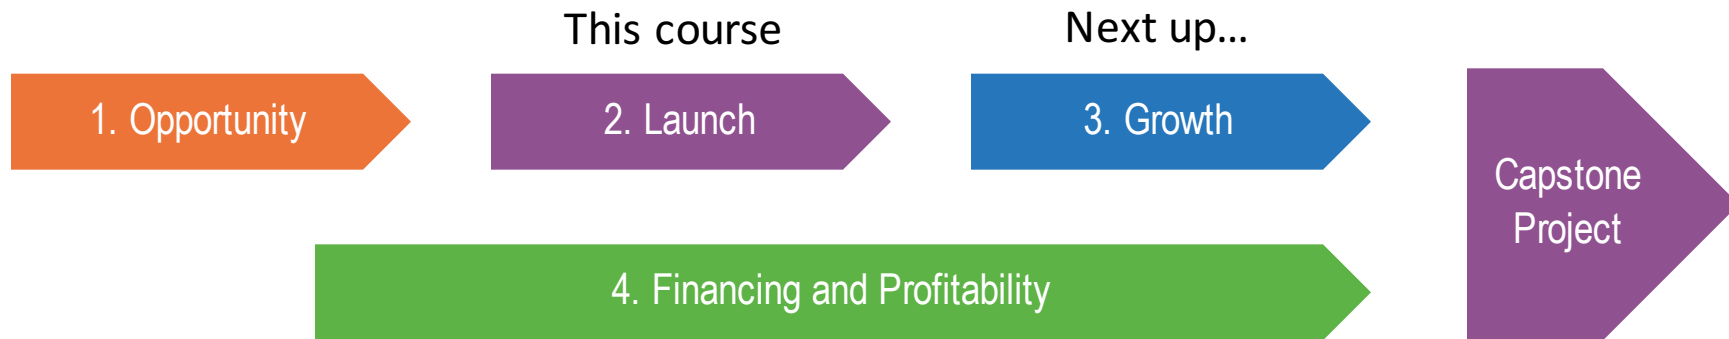 This course
Next up...
1. Opportunity
2. Launch
3. Growth
Capstone
Project
4. Financing and Profitability